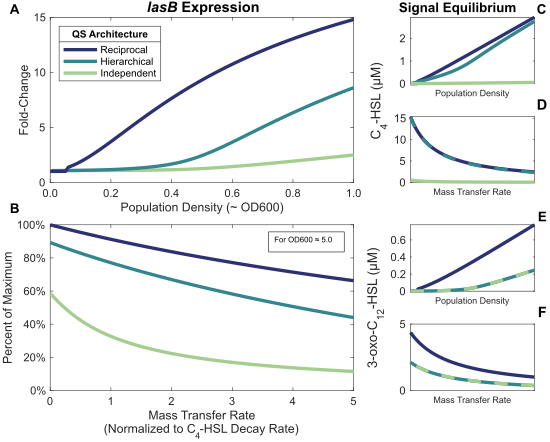 A
lasB Expression
QS Architecture
Reciprocal
Hierarchical
Independent
Fold-Change
15
10
5
0
0.0
0.2
0.4
0.6
0.8
1.0
Population Density (~ OD600)
B
For OD600 ≈ 5.0
Percent of Maximum
100%
80%
60%
40%
20%
0%
0
1
2
3
4
5
Mass Transfer Rate
(Normalized to C4-HSL Decay Rate)
Signal Equilibrium
C
2
1
0
Population Density
D
C4-HSL (μM)
15
10
5
0
Mass Transfer Rate
E
0.6
0.4
0.2
0
Population Density
3-oxo-C12-HSL (μM)
F
5
0
Mass Transfer Rate